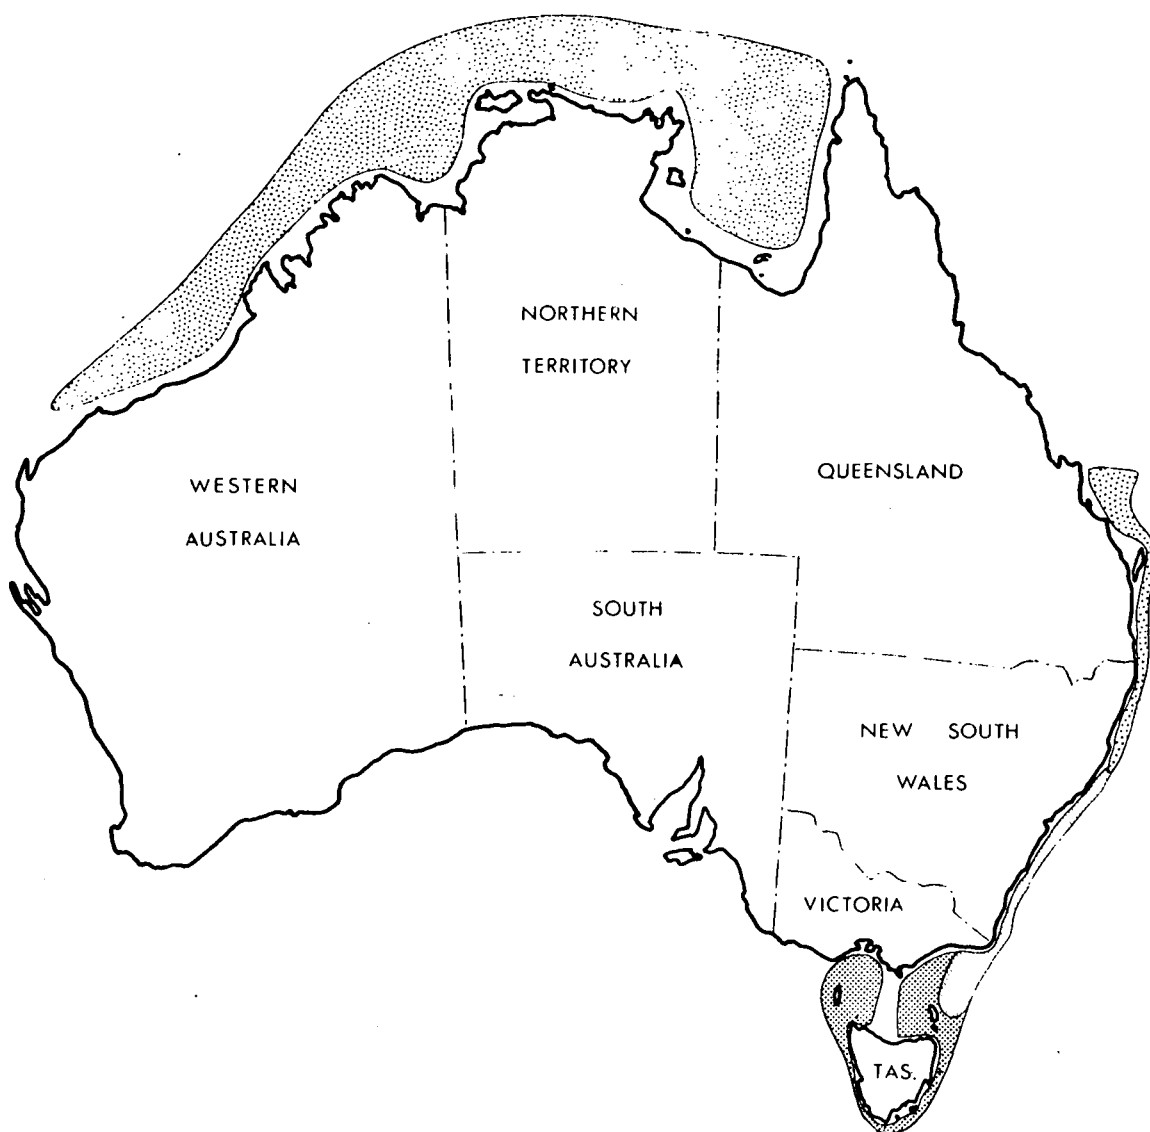 NORTHERN
TERRITORY
WESTERN
AUSTRALIA
QUEENSLAND
SOUTH
AUSTRALIA
NEW SOUTH
WALES
VICTORIA
TAS.